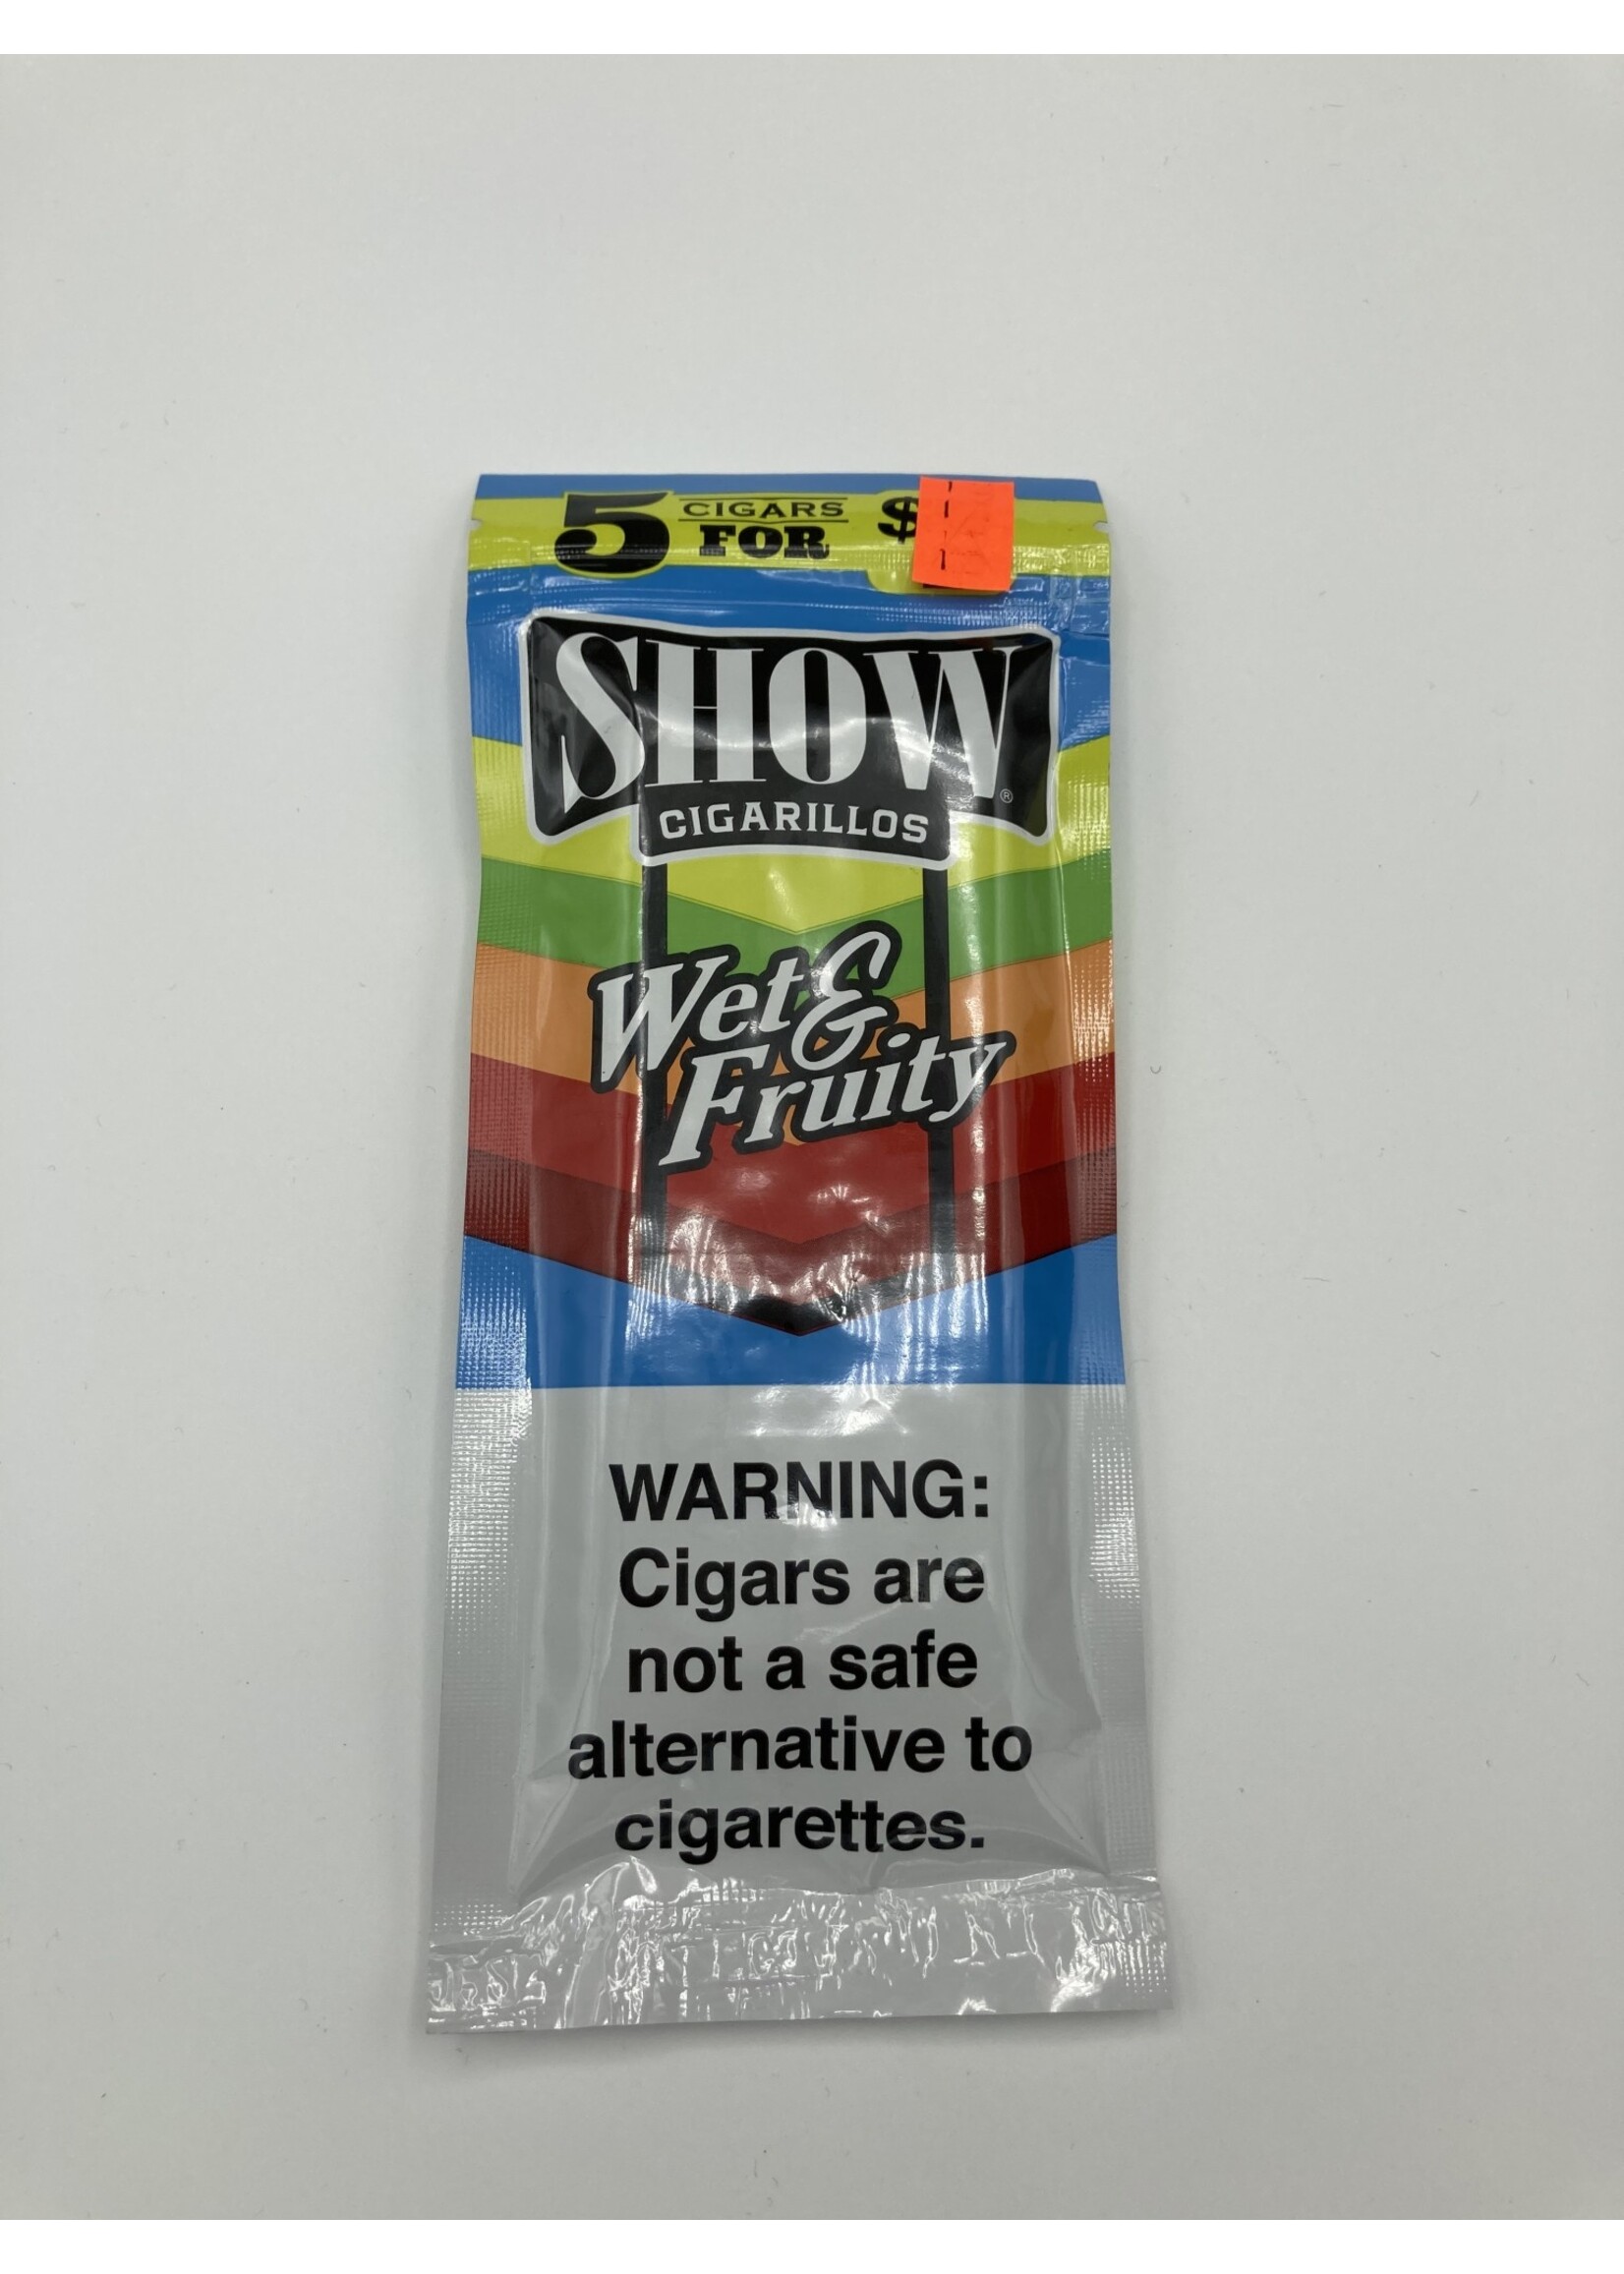 5 CIGARS FOR $
SHOW®
CIGARILLOS
Wet &
Fruity
WARNING:
Cigars are
not a safe
alternative to
cigarettes.